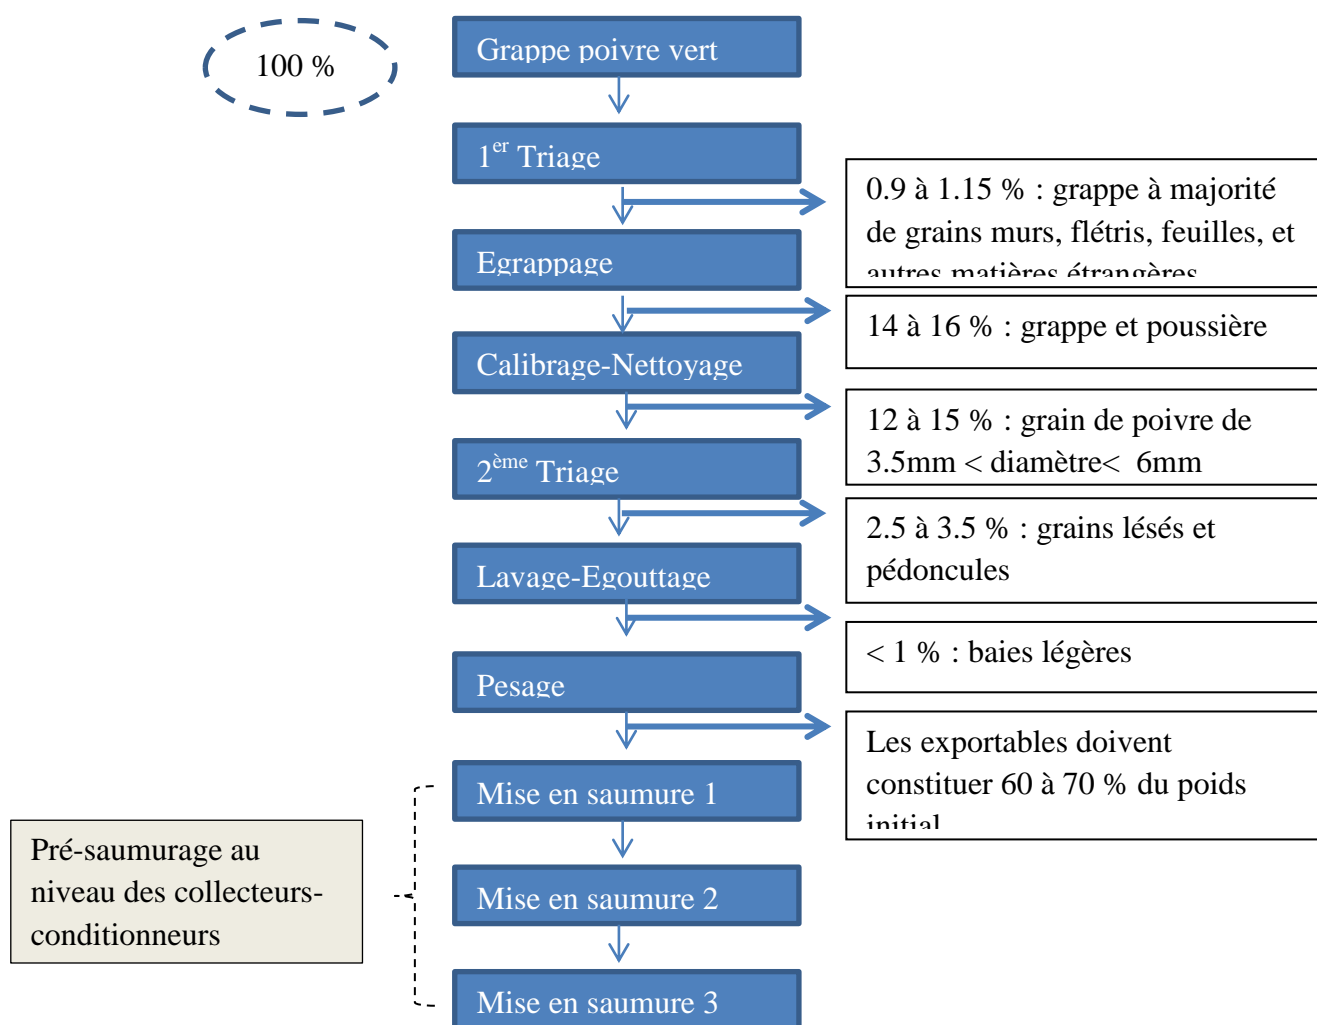 100 %
Grappe poivre vert
1er Triage
0.9 à 1.15 % : grappe à majorité
de grains murs, flétris, feuilles, et
autres matières étrangères
Egrappage
14 à 16 % : grappe et poussière
Calibrage-Nettoyage
12 à 15 % : grain de poivre de
3.5mm < diamètre< 6mm
2ème Triage
2.5 à 3.5 % : grains lésés et
pédoncules
Lavage-Egouttage
< 1 % : baies légères
Pesage
Les exportables doivent
constituer 60 à 70 % du poids
initial
Mise en saumure 1
Pré-saumurage au
niveau des collecteurs-
conditionneurs
Mise en saumure 2
Mise en saumure 3